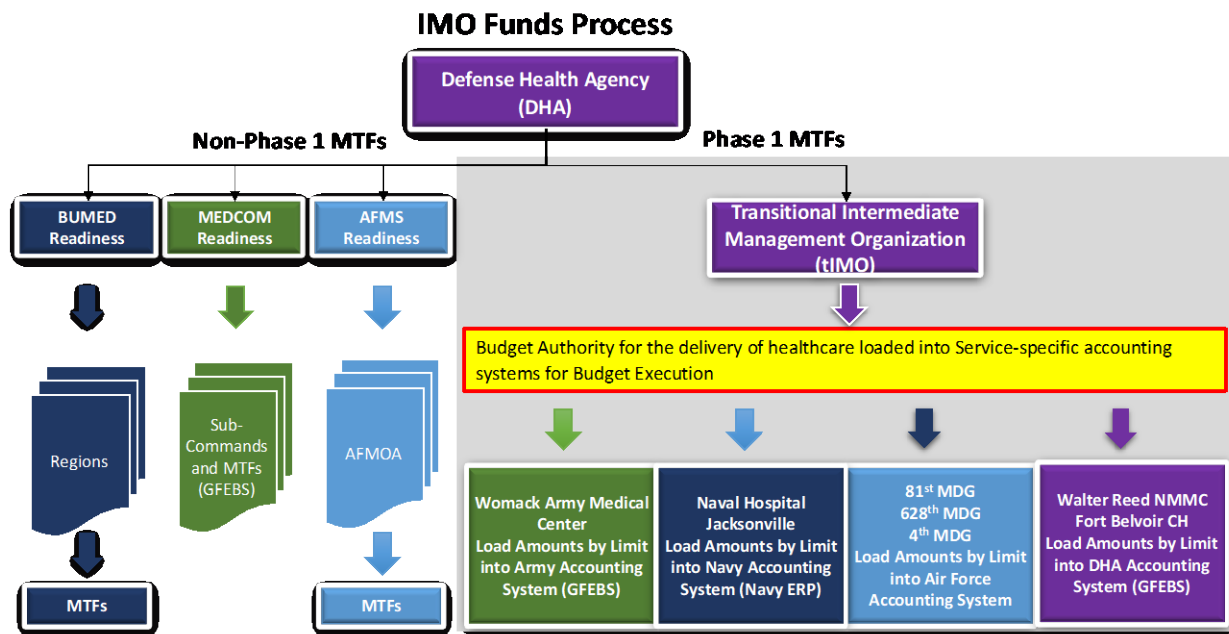 IMO Funds Process
Defense Health Agency
(DHA)
Non-Phase 1 MTFs
Phase 1 MTFs
BUMED
Readiness
MEDCOM
Readiness
AFMS
Readiness
Transitional Intermediate
Management Organization
(tIMO)
Budget Authority for the delivery of healthcare loaded into Service-specific accounting
systems for Budget Execution
Regions
Sub-
Commands
and MTFs
(GFEBS)
AFMOA
MTFs
MTFs
Womack Army Medical
Center
Load Amounts by Limit
into Army Accounting
System (GFEBS)
Naval Hospital
Jacksonville
Load Amounts by Limit
into Navy Accounting
System (Navy ERP)
81st MDG
628th MDG
4th MDG
Load Amounts by Limit
into Air Force
Accounting System
Walter Reed NMMC
Fort Belvoir CH
Load Amounts by Limit
into DHA Accounting
System (GFEBS)